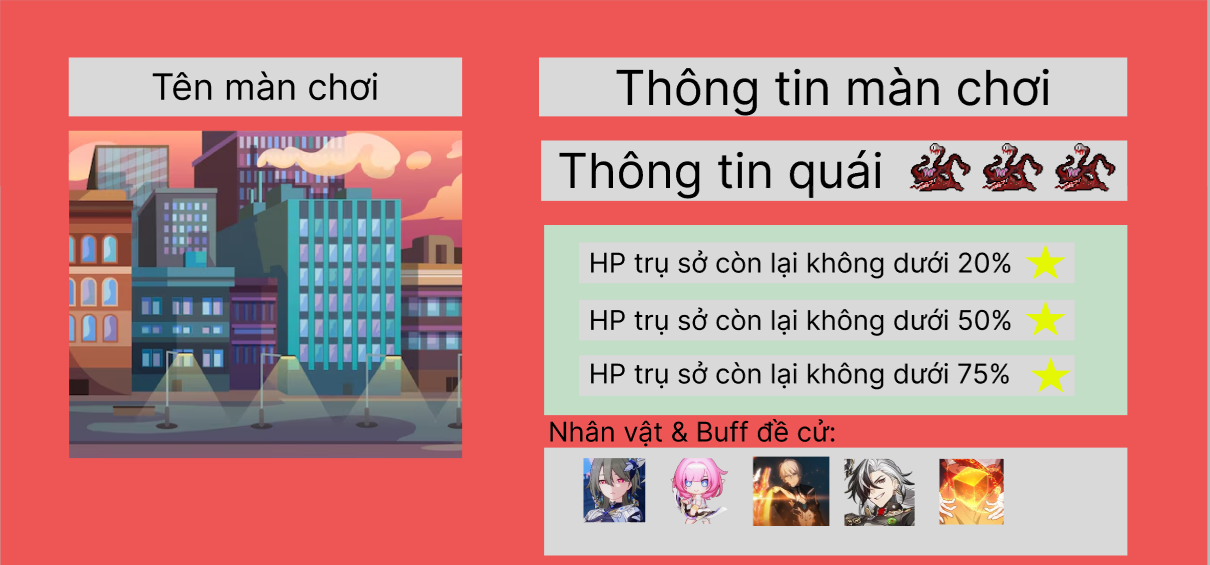 Tên màn chơi
Thông tin màn chơi
Thông tin quái
HP trụ sở còn lại không dưới 20%
HP trụ sở còn lại không dưới 50%
HP trụ sở còn lại không dưới 75%
Nhân vật & Buff đề cử: